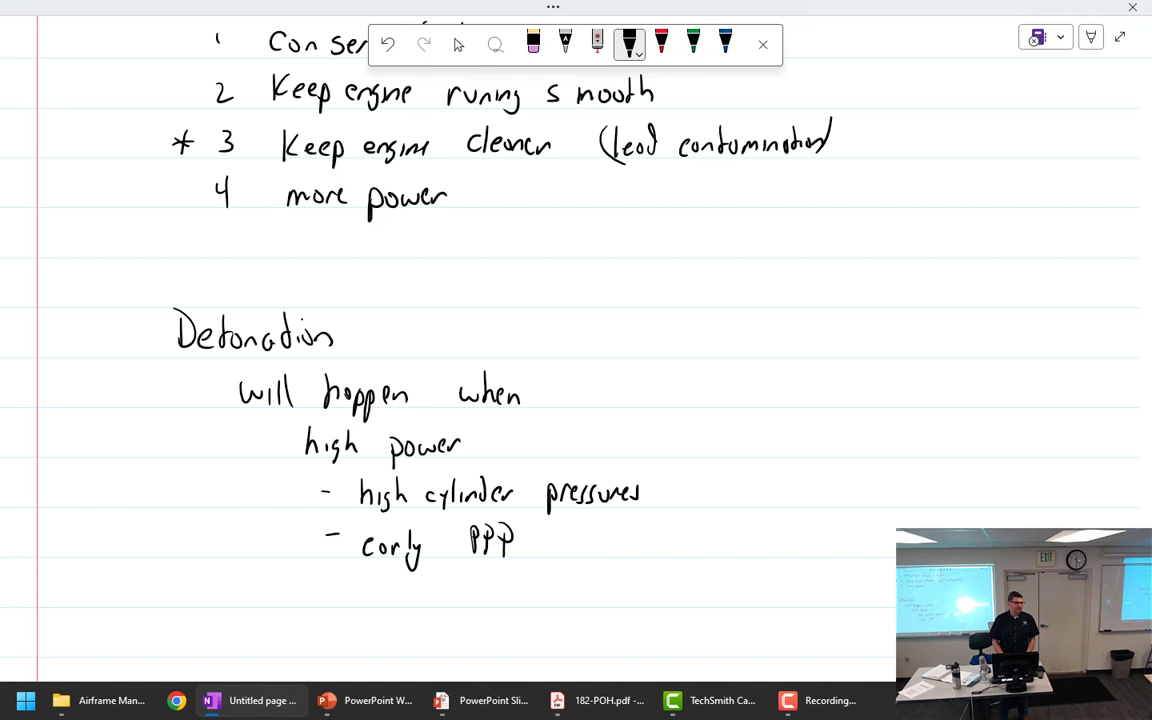 1 Conser
2 Keep engine runing smooth
* 3 Keep engine cleaner (lead contamination)
4 more power
Detonation
will happen when
high power
- high cylinder pressures
- early PPP
EXIT
Airframe Man...
Untitled page ...
PowerPoint W...
PowerPoint Sli...
182-POH.pdf -...
TechSmith Ca...
Recording...